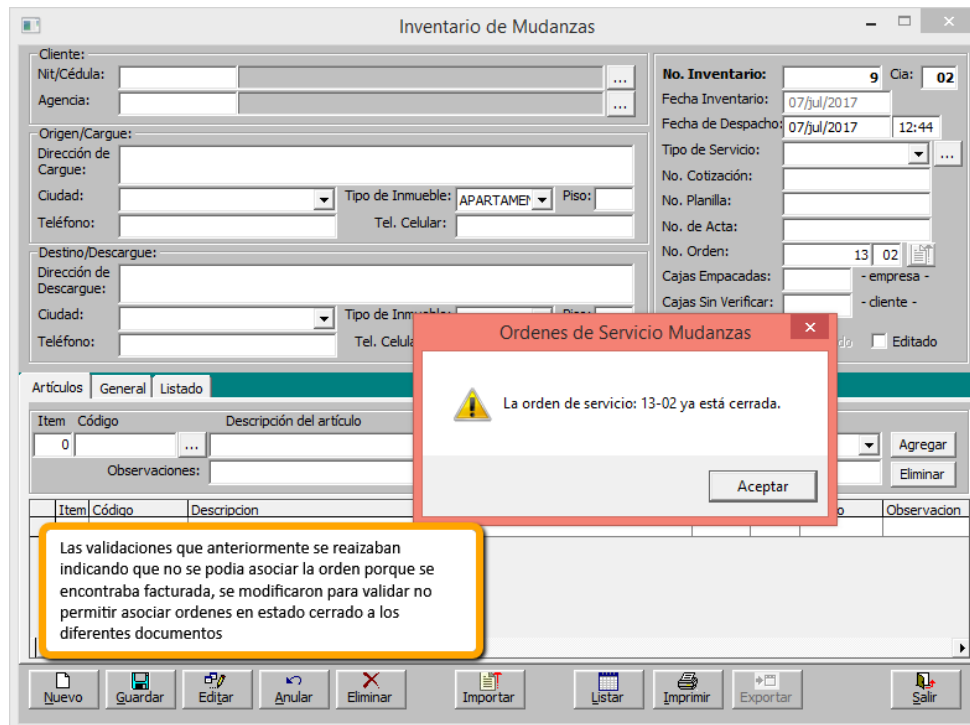 Inventario de Mudanzas
Cliente:
Nit/Cédula:
...
Agencia:
...
No. Inventario: 9 Cia: 02
Fecha Inventario: 07/jul/2017
Fecha de Despacho: 07/jul/2017 12:44
Tipo de Servicio: ...
No. Cotización:
No. Planilla:
No. de Acta:
No. Orden: 13 02
Cajas Empacadas: - empresa -
Cajas Sin Verificar: - cliente -
Editado
Origen/Cargue:
Dirección de
Cargue:
Ciudad: Tipo de Inmueble: APARTAMEN Piso:
Teléfono: Tel. Celular:
Destino/Descargue:
Dirección de
Descargue:
Ciudad: Tipo de Inmueble: Piso:
Teléfono: Tel. Celula
Ordenes de Servicio Mudanzas
La orden de servicio: 13-02 ya está cerrada.
Aceptar
Artículos General Listado
Item Código Descripción del artículo
0 ... Agregar
Observaciones: Eliminar
Item Código Descripcion Observacion
Las validaciones que anteriormente se reaizaban
indicando que no se podia asociar la orden porque se
encontraba facturada, se modificaron para validar no
permitir asociar ordenes en estado cerrado a los
diferentes documentos
Nuevo Guardar Editar Anular Eliminar Importar Listar Imprimir Exportar Salir